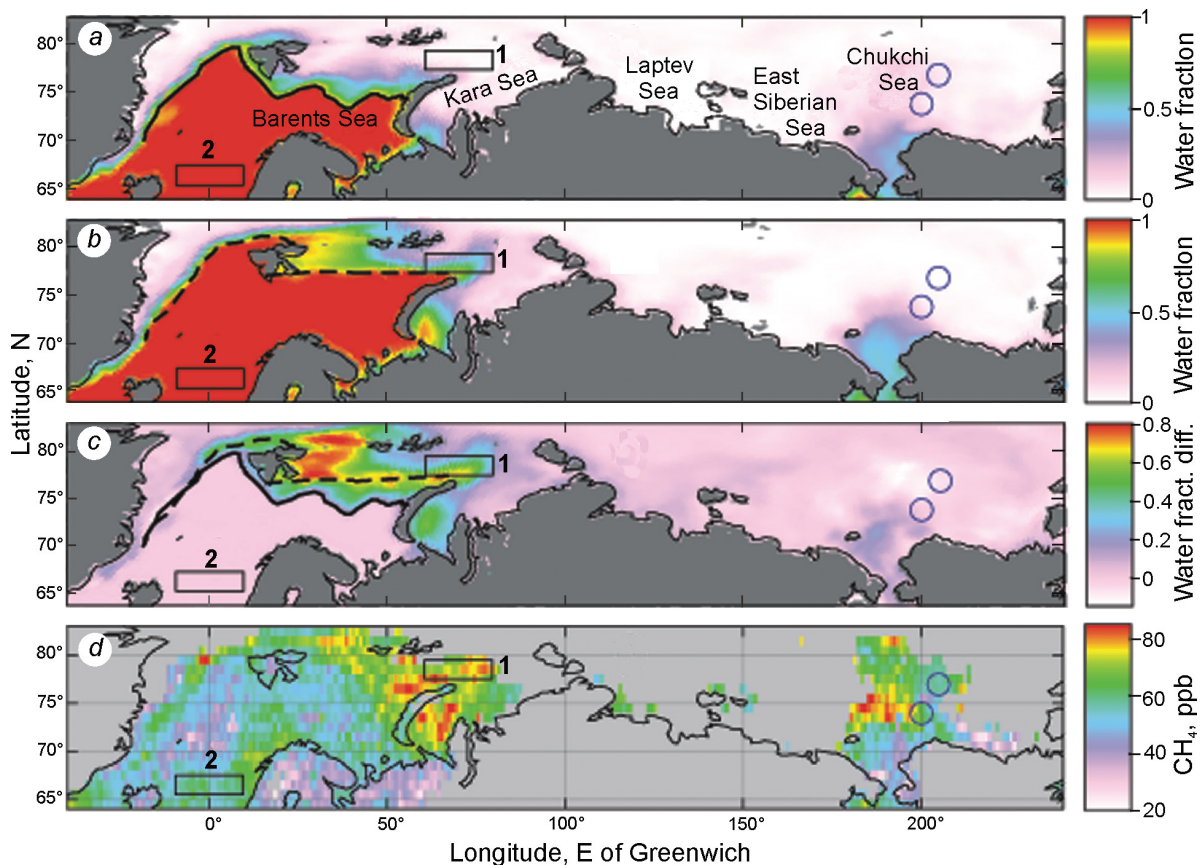 a
80°
75°
70°
65°
1
2
Barents Sea
Kara Sea
Laptev
Sea
East
Siberian
Sea
Chukchi
Sea
1
0.5
0
Water fraction
b
80°
75°
70°
65°
1
2
1
0.5
0
Water fraction
Latitude, N
c
80°
75°
70°
65°
1
2
0.8
0.6
0.4
0.2
0
Water fract. diff.
d
80°
75°
70°
65°
1
2
80
60
40
20
CH₄, ppb
0° 50° 100° 150° 200°
Longitude, E of Greenwich